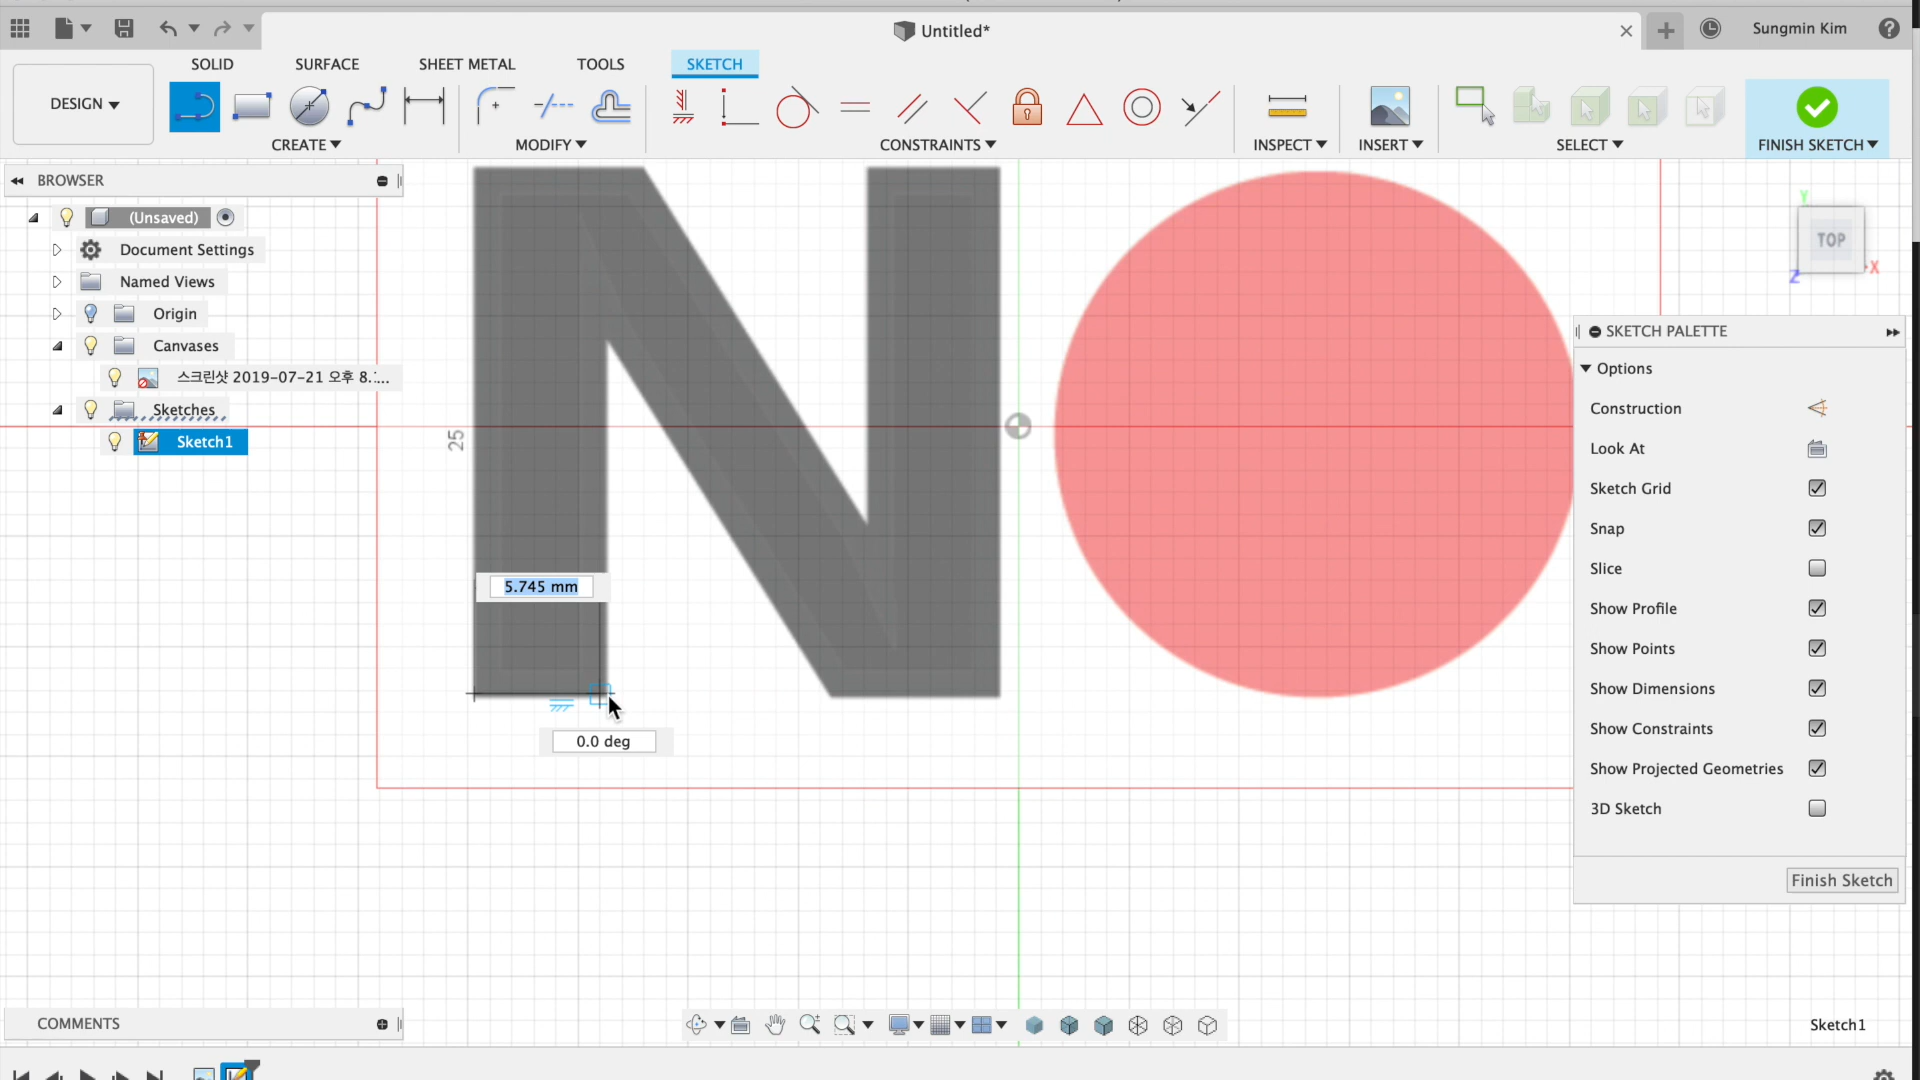 Untitled*
Sungmin Kim
SOLID
SURFACE
SHEET METAL
TOOLS
SKETCH
DESIGN
CREATE
MODIFY
CONSTRAINTS
INSPECT
INSERT
SELECT
FINISH SKETCH
BROWSER
(Unsaved)
Document Settings
Named Views
Origin
Canvases
스크린샷 2019-07-21 오후 8.1...
Sketches
Sketch1
25
N
5.745 mm
0.0 deg
Y
TOP
X
Z
SKETCH PALETTE
Options
Construction
Look At
Sketch Grid
Snap
Slice
Show Profile
Show Points
Show Dimensions
Show Constraints
Show Projected Geometries
3D Sketch
Finish Sketch
COMMENTS
Sketch1